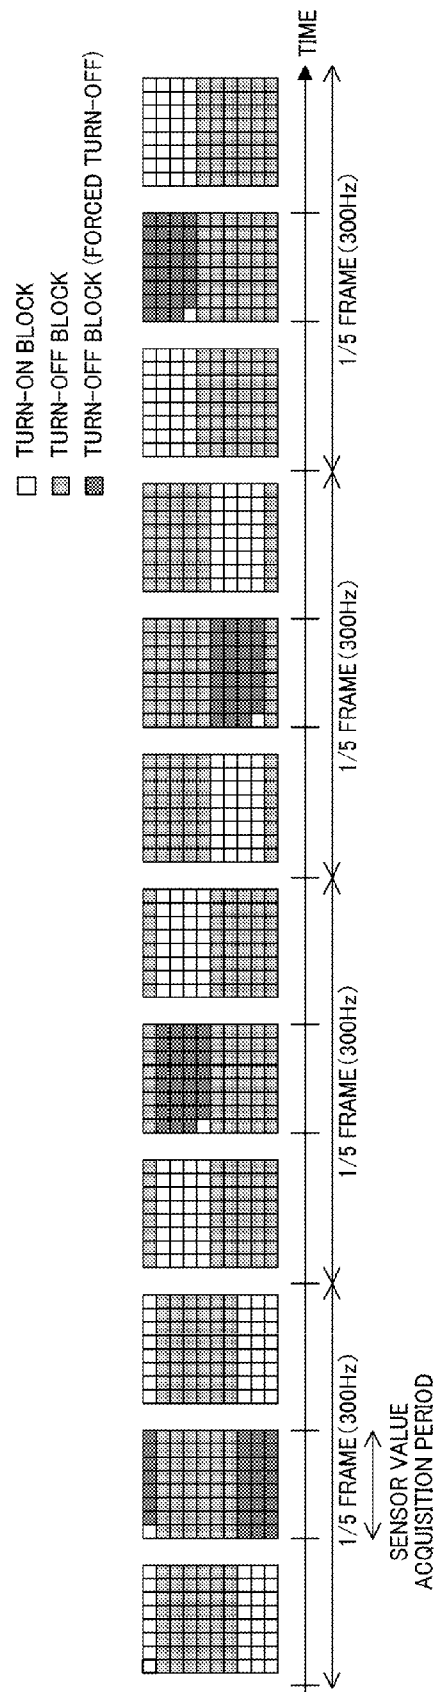 TURN-ON BLOCK
TURN-OFF BLOCK
TURN-OFF BLOCK (FORCED TURN-OFF)
1/5 FRAME (300Hz)
1/5 FRAME (300Hz)
1/5 FRAME (300Hz)
1/5 FRAME (300Hz)
TIME
SENSOR VALUE
ACQUISITION PERIOD